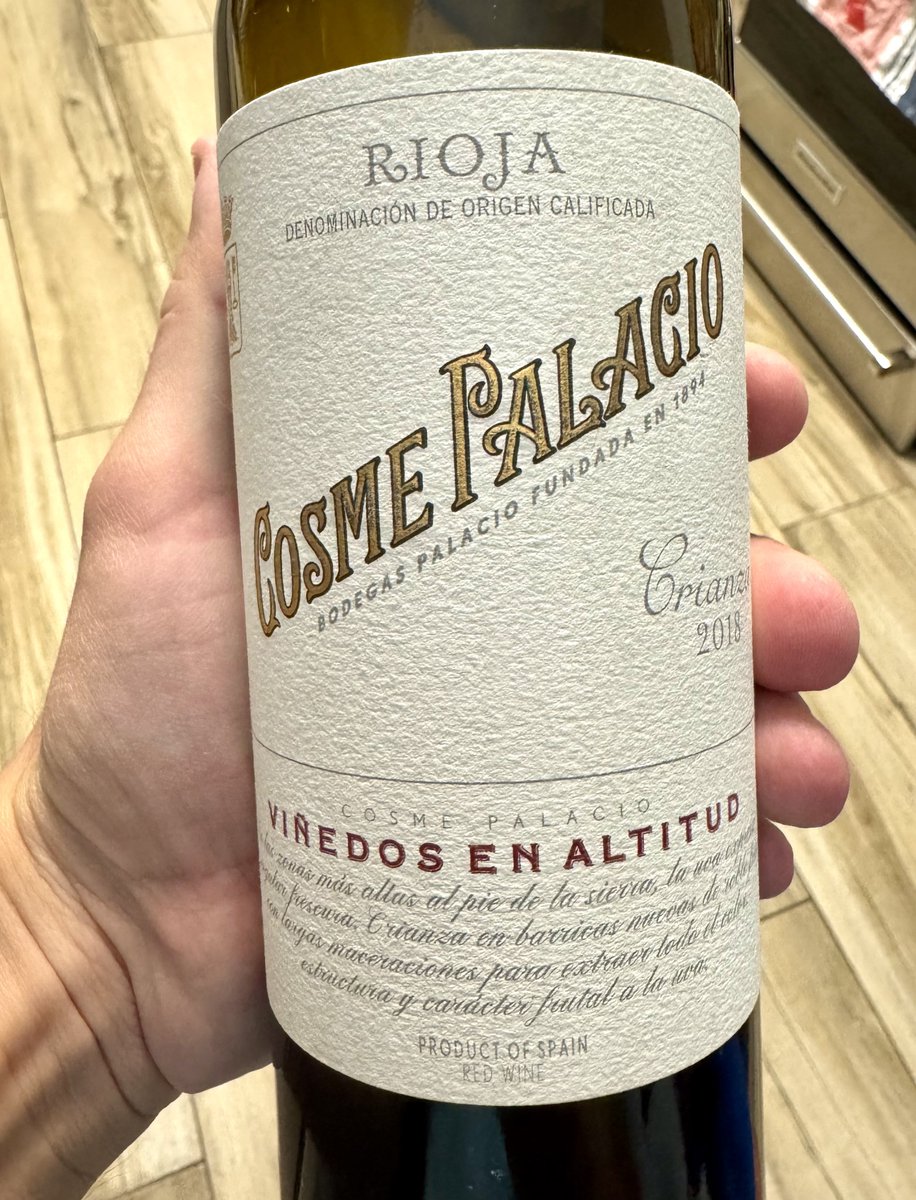 RIOJA
DENOMINACIÓN DE ORIGEN CALIFICADA
COSME PALACIO
BODEGAS PALACIO FUNDADA EN 1894
Crianza
2018
COSME PALACIO
VIÑEDOS EN ALTITUD
zonas más altas al pie de la sierra, la uva
frescura. Crianza en barricas nuevas de
con largas maceraciones para extraer todo el
estructura y carácter frutal a la uva.
PRODUCT OF SPAIN
RED WINE